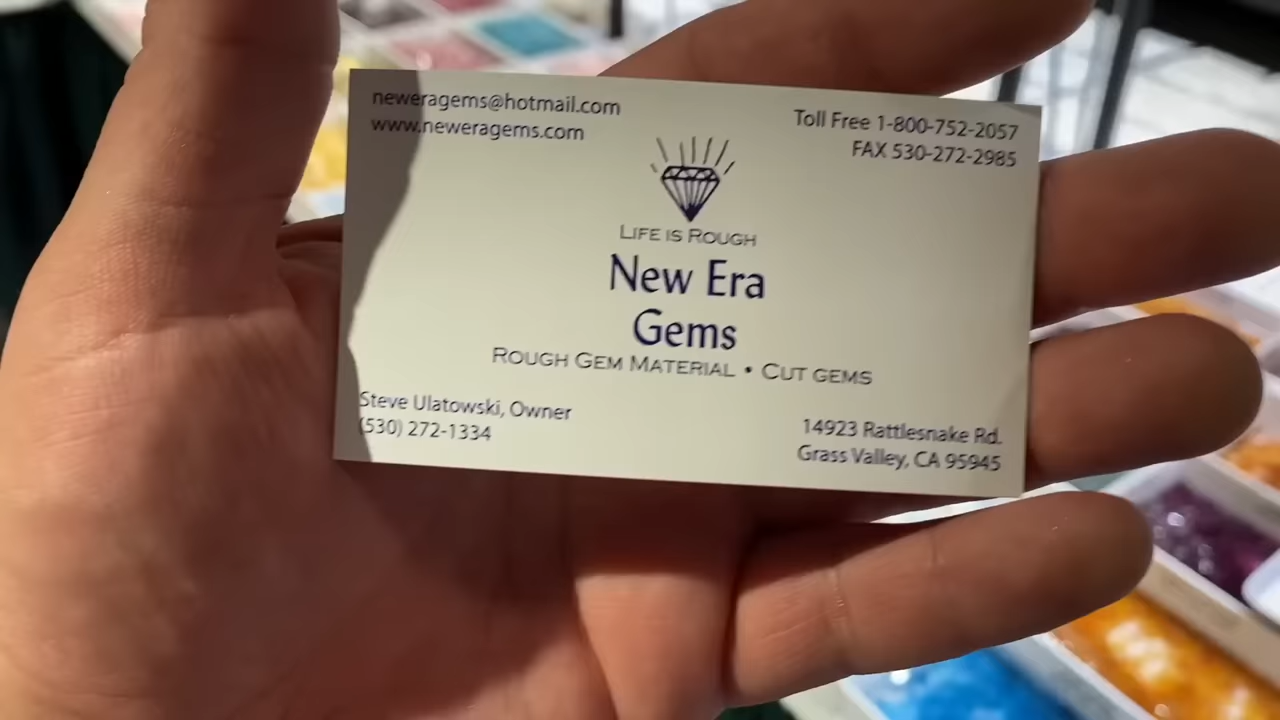 neweragems@hotmail.com
www.neweragems.com
Toll Free 1-800-752-2057
FAX 530-272-2985
LIFE IS ROUGH
New Era
Gems
ROUGH GEM MATERIAL • CUT GEMS
Steve Ulatowski, Owner
(530) 272-1334
14923 Rattlesnake Rd.
Grass Valley, CA 95945